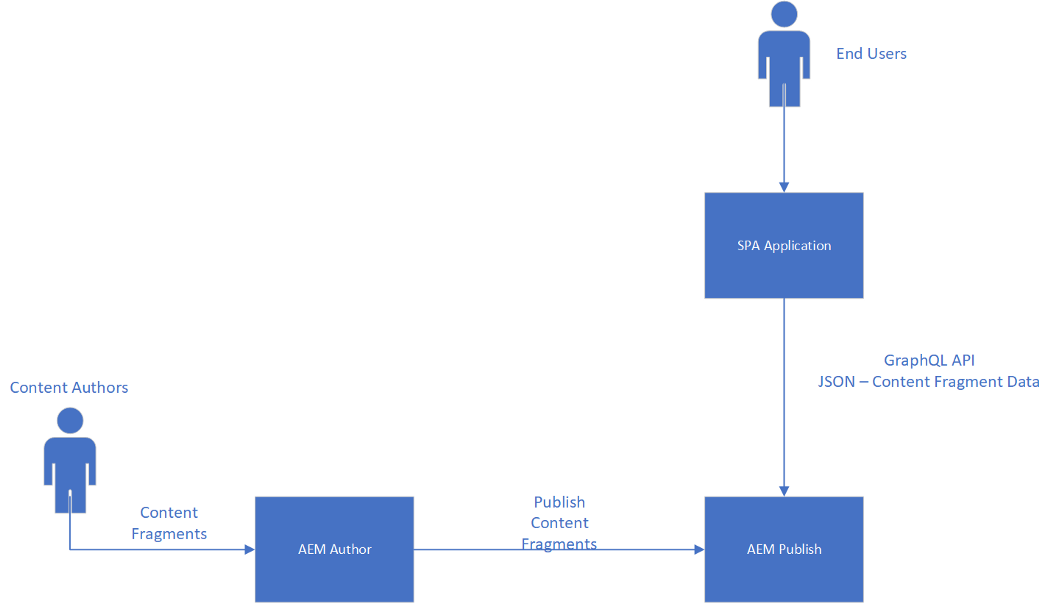 End Users
SPA Application
GraphQL API
JSON – Content Fragment Data
Content Authors
Content
Fragments
AEM Author
Publish
Content
Fragments
AEM Publish